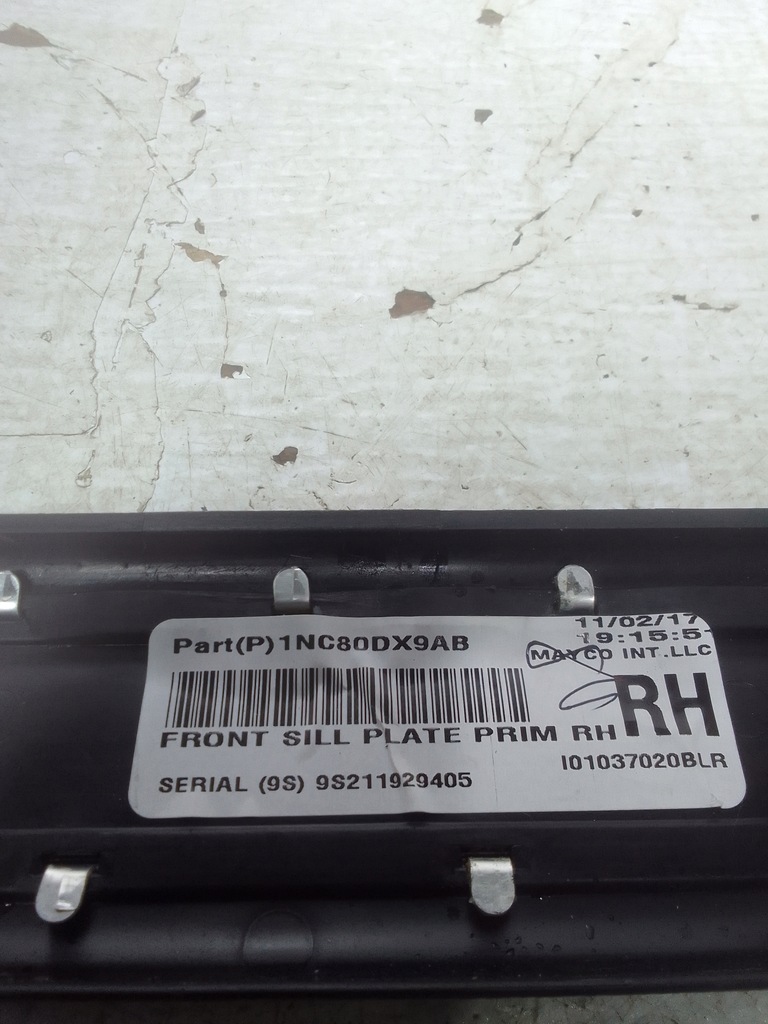 11/02/17
Part(P)1NC80DX9AB
19:15:5
MAYCO INT.LLC
RH
FRONT SILL PLATE PRIM RH
I01037020BLR
SERIAL (9S) 9S211929405